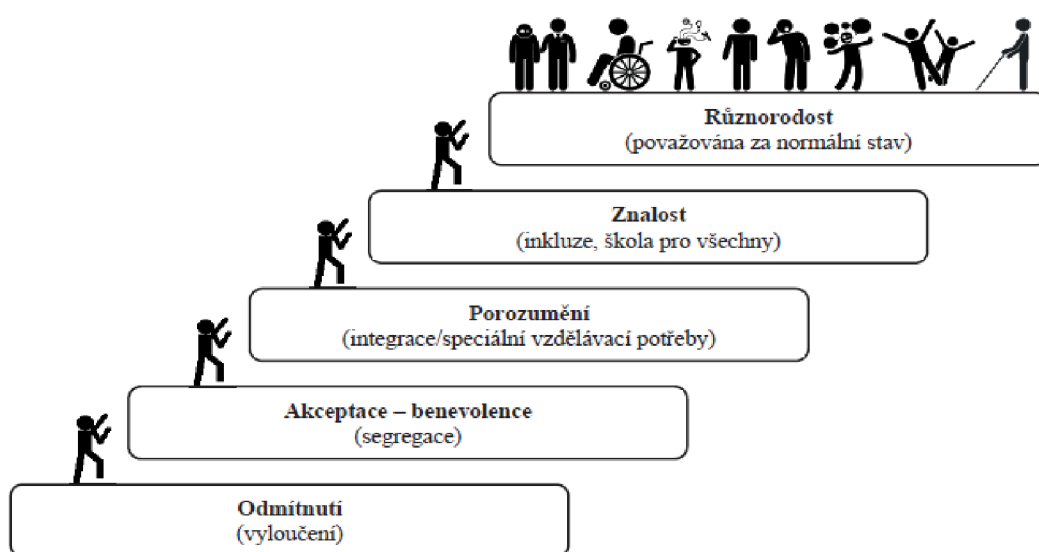 Různorodost
(považována za normální stav)
Znalost
(inkluze, škola pro všechny)
Porozumění
(integrace/speciální vzdělávací potřeby)
Akceptace – benevolence
(segregace)
Odmítnutí
(vyloučení)